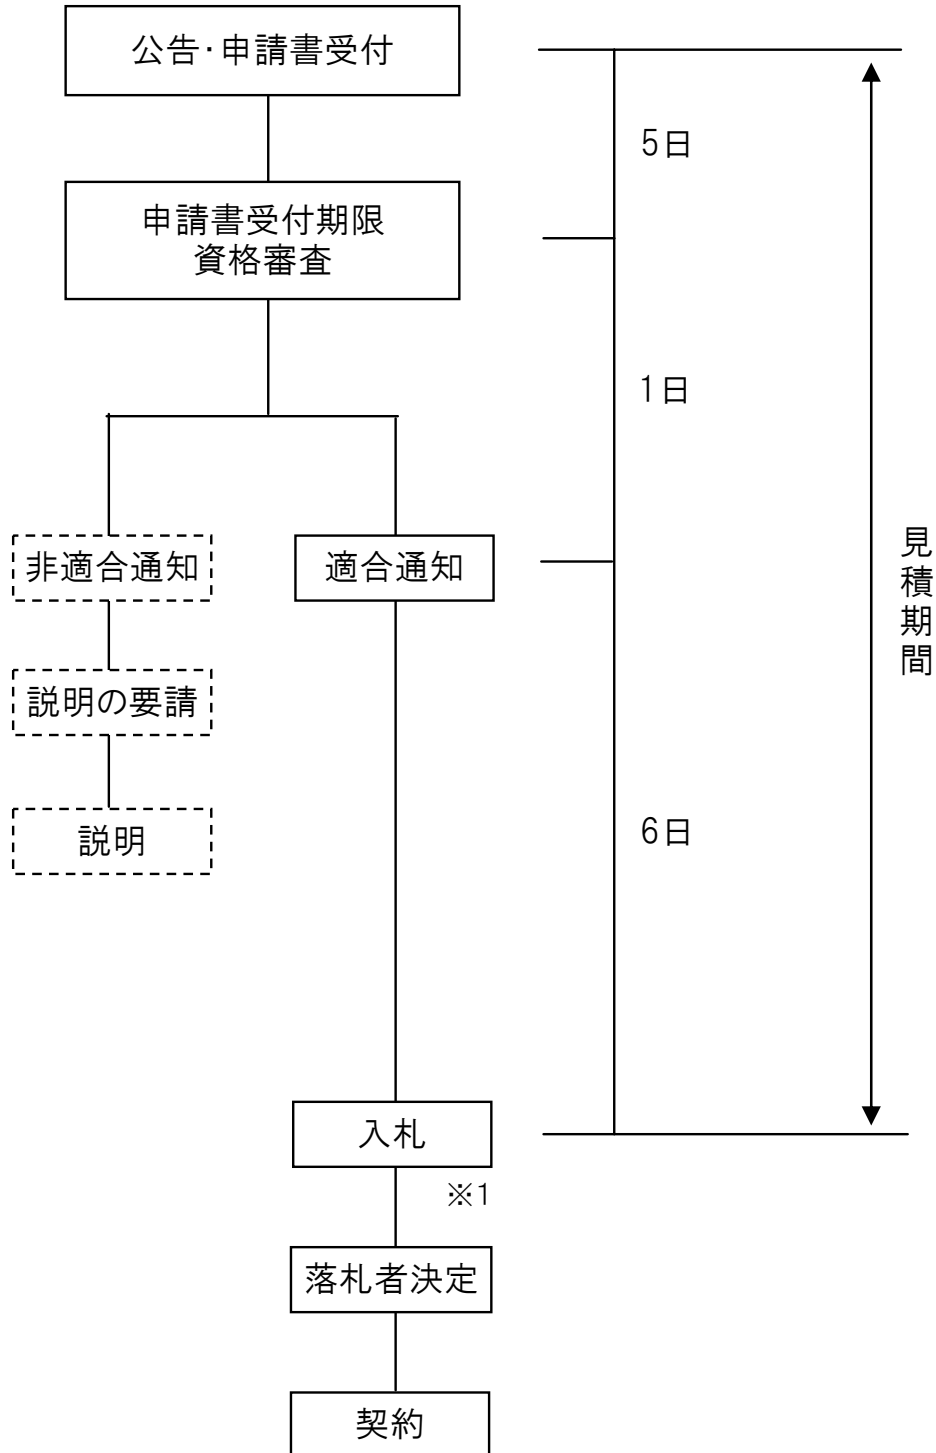 公告・申請書受付
5日
申請書受付期限
資格審査
1日
非適合通知
適合通知
見積期間
説明の要請
説明
6日
入札
※1
落札者決定
契約